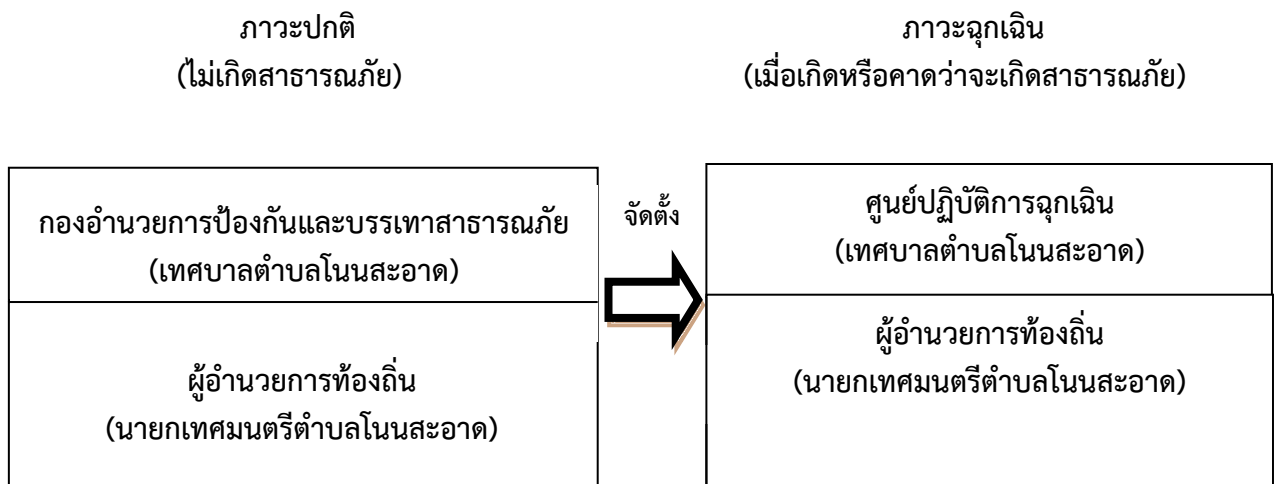 ภาวะปกติ
(ไม่เกิดสาธารณภัย)
ภาวะฉุกเฉิน
(เมื่อเกิดหรือคาดว่าจะเกิดสาธารณภัย)
กองอำนวยการป้องกันและบรรเทาสาธารณภัย
(เทศบาลตำบลโนนสะอาด)
ผู้อำนวยการท้องถิ่น
(นายกเทศมนตรีตำบลโนนสะอาด)
จัดตั้ง
ศูนย์ปฏิบัติการฉุกเฉิน
(เทศบาลตำบลโนนสะอาด)
ผู้อำนวยการท้องถิ่น
(นายกเทศมนตรีตำบลโนนสะอาด)